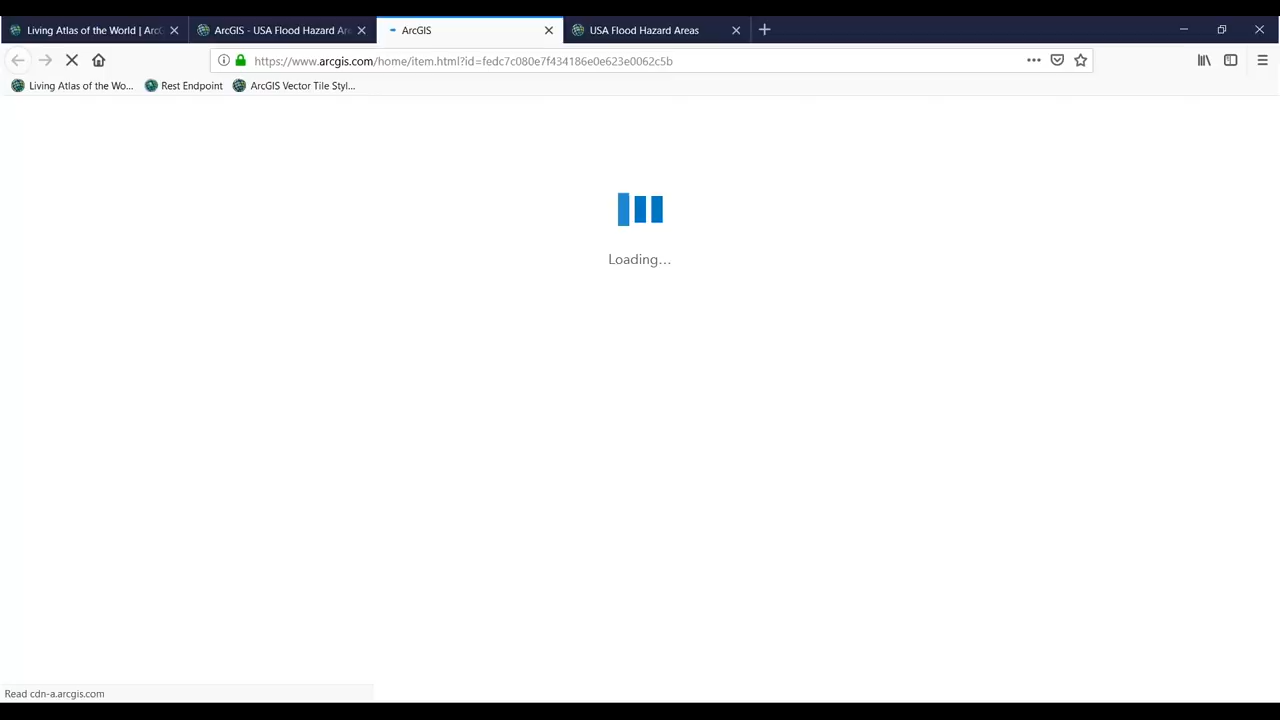 Living Atlas of the World | ArcG
ArcGIS - USA Flood Hazard Are
ArcGIS
USA Flood Hazard Areas
https://www.arcgis.com/home/item.html?id=fedc7c080e7f434186e0e623e0062c5b
Living Atlas of the Wo...
Rest Endpoint
ArcGIS Vector Tile Styl...
Loading...
Read cdn-a.arcgis.com